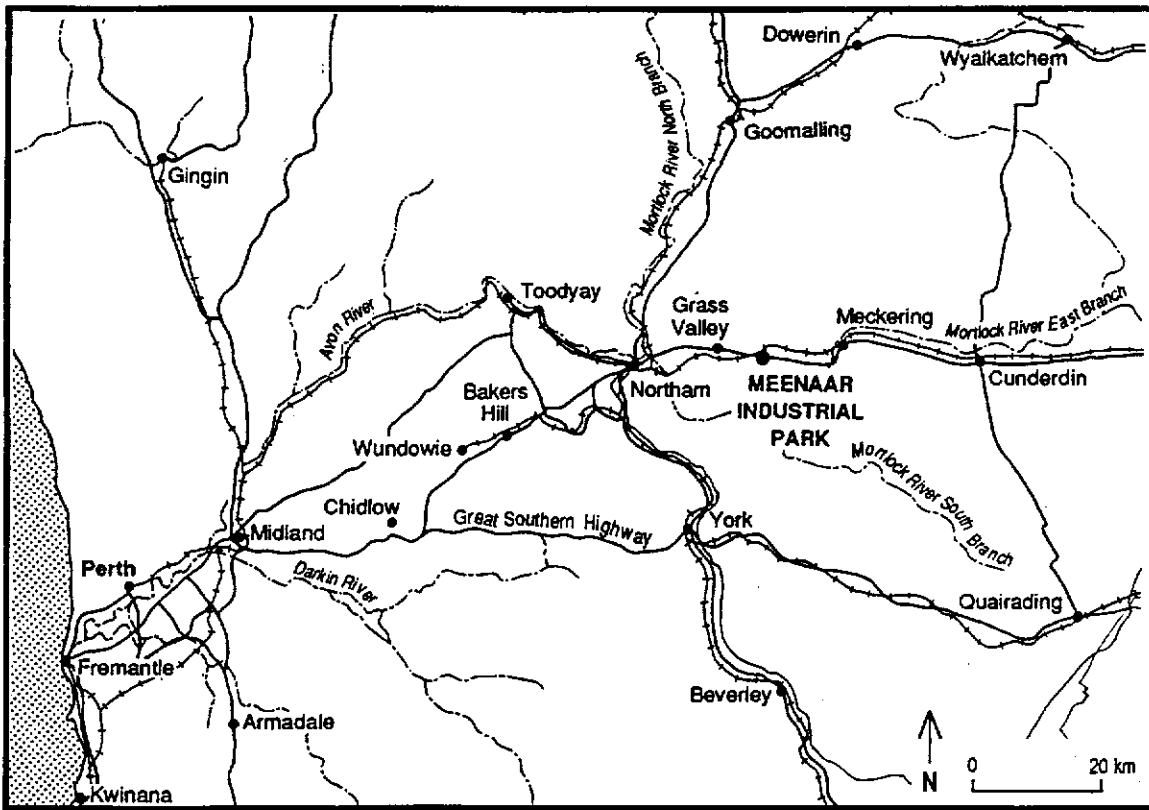 Dowerin
Wyalkatchem
Mortlock River North Branch
Goomalling
Gingin
Toodyay
Avon River
Grass
Valley
Meckering
Mortlock River East Branch
Northam
MEENAAR
INDUSTRIAL
PARK
Cunderdin
Bakers
Hill
Wundowie
Mortlock River South
Branch
Chidlow
Great Southern Highway
York
Midland
Perth
Darkin River
Quairading
Fremantle
Beverley
Armadale
Kwinana
N
0 20 km